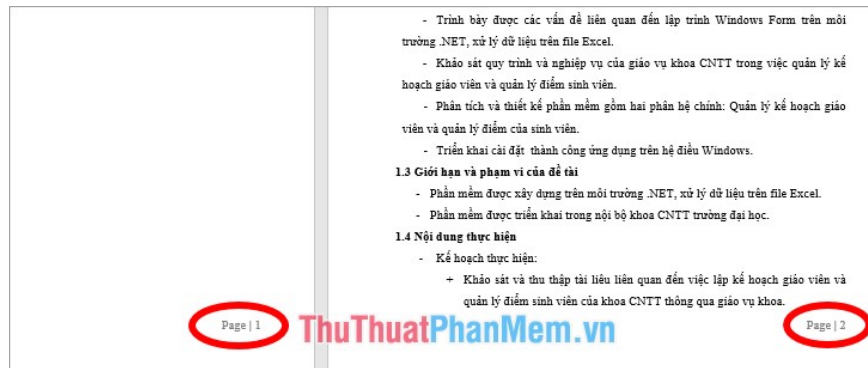 - Trình bày được các vấn đề liên quan đến lập trình Windows Form trên môi
trường .NET, xử lý dữ liệu trên file Excel.
- Khảo sát quy trình và nghiệp vụ của giáo vụ khoa CNTT trong việc quản lý kế
hoạch giáo viên và quản lý điểm sinh viên.
- Phân tích và thiết kế phần mềm gồm hai phân hệ chính: Quản lý kế hoạch giáo
viên và quản lý điểm của sinh viên.
- Triển khai cài đặt thành công ứng dụng trên hệ điều Windows.
1.3 Giới hạn và phạm vi của đề tài
- Phần mềm được xây dựng trên môi trường .NET, xử lý dữ liệu trên file Excel.
- Phần mềm được triển khai trong nội bộ khoa CNTT trường đại học.
1.4 Nội dung thực hiện
- Kế hoạch thực hiện:
+ Khảo sát và thu thập tài liêu liên quan đến việc lập kế hoạch giáo viên và
quản lý điểm sinh viên của khoa CNTT thông qua giáo vụ khoa.
Page | 1
ThuThuatPhanMem.vn
Page | 2